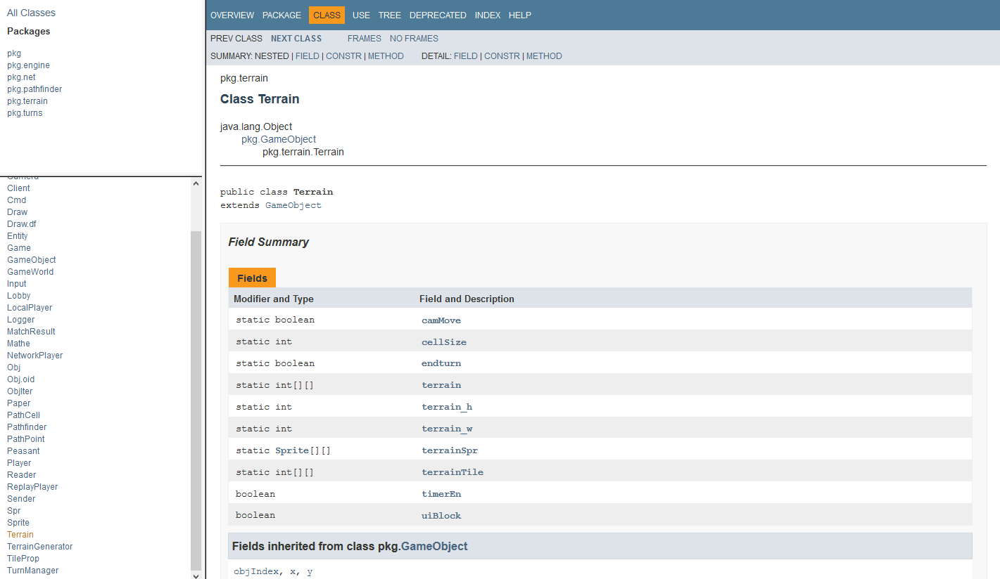 All Classes
Packages
pkg
pkg.engine
pkg.net
pkg.pathfinder
pkg.terrain
pkg.turns
Camera
Client
Cmd
Draw
Draw.df
Entity
Game
GameObject
GameWorld
Input
Lobby
LocalPlayer
Logger
MatchResult
Mathe
NetworkPlayer
Obj
Obj.oid
ObjIter
Paper
PathCell
Pathfinder
PathPoint
Peasant
Player
Reader
ReplayPlayer
Sender
Spr
Sprite
Terrain
TerrainGenerator
TileProp
TurnManager
OVERVIEW PACKAGE CLASS USE TREE DEPRECATED INDEX HELP
PREV CLASS NEXT CLASS FRAMES NO FRAMES
SUMMARY: NESTED | FIELD | CONSTR | METHOD DETAIL: FIELD | CONSTR | METHOD
pkg.terrain
Class Terrain
java.lang.Object
pkg.GameObject
pkg.terrain.Terrain
public class Terrain
extends GameObject
Field Summary
Fields
Modifier and Type Field and Description
static boolean camMove
static int cellSize
static boolean endturn
static int[][] terrain
static int terrain_h
static int terrain_w
static Sprite[][] terrainSpr
static int[][] terrainTile
boolean timerEn
boolean uiBlock
Fields inherited from class pkg.GameObject
objIndex, x, y